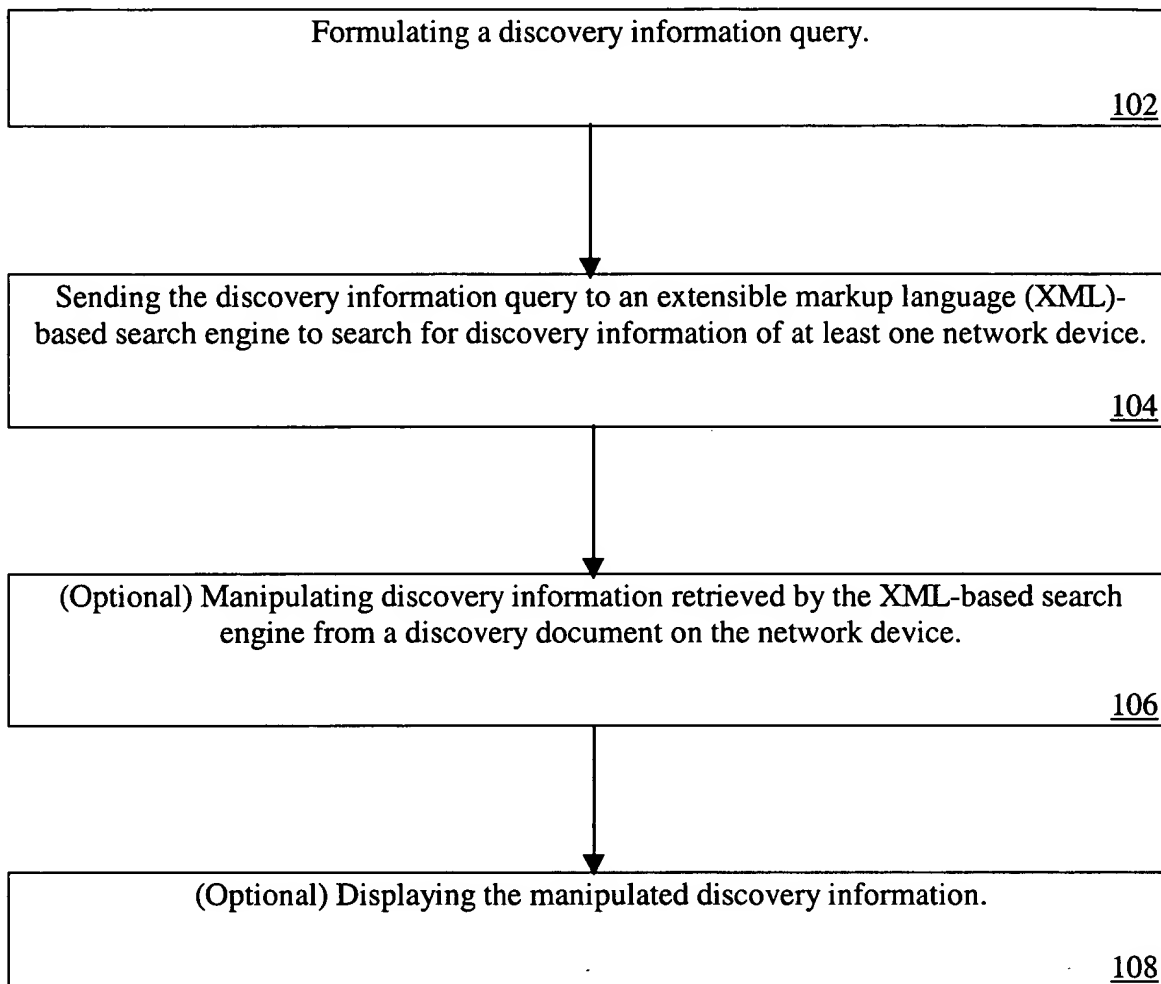 Formulating a discovery information query.
102
Sending the discovery information query to an extensible markup language (XML)-
based search engine to search for discovery information of at least one network device.
104
(Optional) Manipulating discovery information retrieved by the XML-based search
engine from a discovery document on the network device.
106
(Optional) Displaying the manipulated discovery information.
108